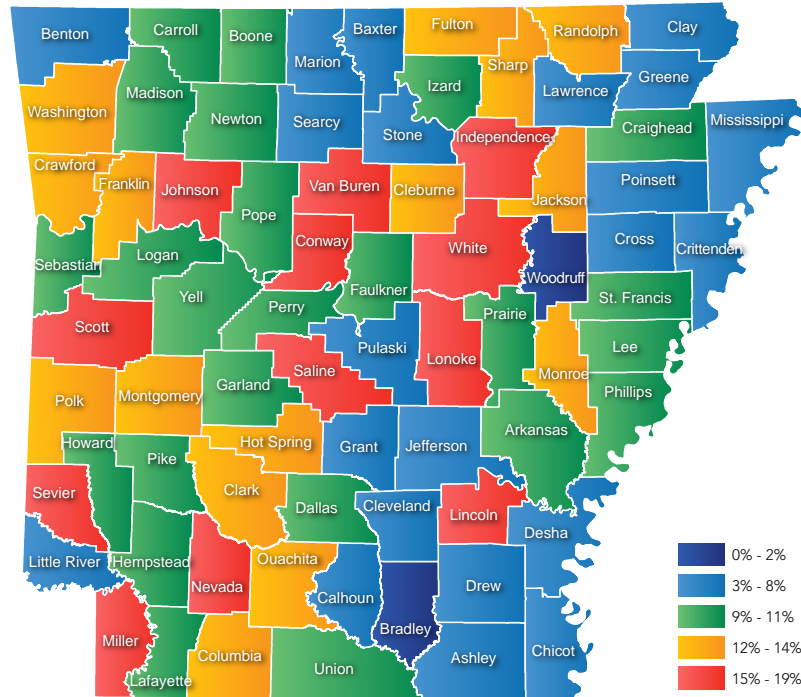 Benton
Carroll
Boone
Marion
Baxter
Fulton
Randolph
Clay
Sharp
Izard
Lawrence
Greene
Washington
Madison
Newton
Searcy
Stone
Independence
Craighead
Mississippi
Crawford
Franklin
Johnson
Pope
Van Buren
Cleburne
Jackson
Poinsett
Sebastian
Logan
Conway
White
Woodruff
Cross
Crittenden
Yell
Perry
Faulkner
Prairie
St. Francis
Scott
Saline
Pulaski
Lonoke
Monroe
Lee
Polk
Montgomery
Garland
Phillips
Howard
Pike
Hot Spring
Grant
Jefferson
Arkansas
Sevier
Clark
Dallas
Cleveland
Lincoln
Desha
Little River
Hempstead
Nevada
Ouachita
Calhoun
Bradley
Drew
Miller
Lafayette
Columbia
Union
Ashley
Chicot
0% - 2%
3% - 8%
9% - 11%
12% - 14%
15% - 19%